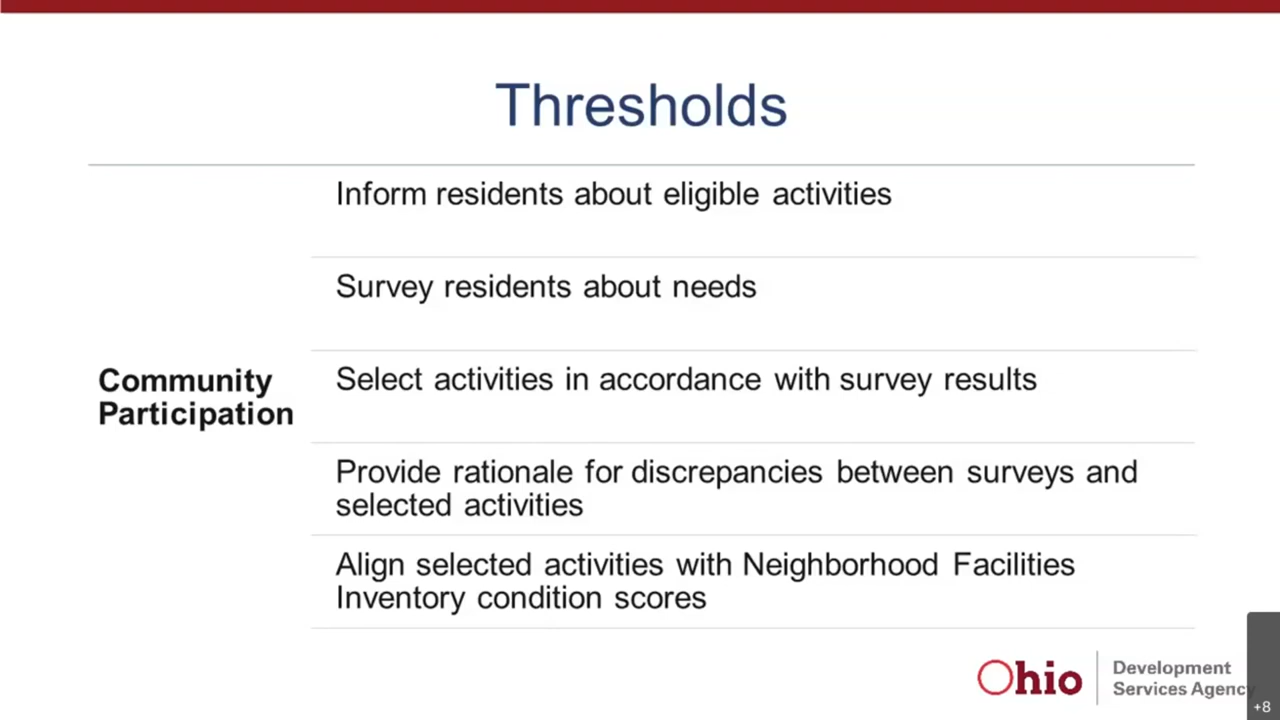 Thresholds
Inform residents about eligible activities
Survey residents about needs
Community
Participation
Select activities in accordance with survey results
Provide rationale for discrepancies between surveys and
selected activities
Align selected activities with Neighborhood Facilities
Inventory condition scores
Ohio
Development
Services Agency
+8